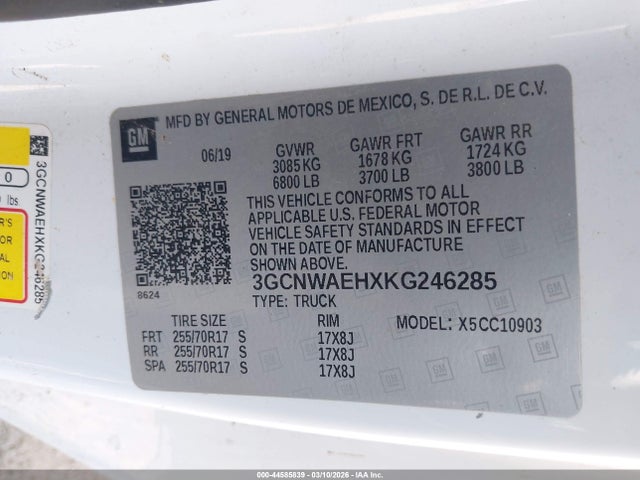 GM
MFD BY GENERAL MOTORS DE MEXICO, S. DE R.L. DE C.V.
06/19 GVWR GAWR FRT GAWR RR
3085 KG 1678 KG 1724 KG
6800 LB 3700 LB 3800 LB
THIS VEHICLE CONFORMS TO ALL
APPLICABLE U.S. FEDERAL MOTOR
VEHICLE SAFETY STANDARDS IN EFFECT
ON THE DATE OF MANUFACTURE
SHOWN ABOVE.
8624
3GCNWAEHXKG246285
TYPE: TRUCK
TIRE SIZE RIM MODEL: X5CC10903
FRT 255/70R17 S 17X8J
RR 255/70R17 S 17X8J
SPA 255/70R17 S 17X8J
0
lbs
3GCNWAEHXKG246285
000-44585839 - 03/10/2026 - IAA Inc.